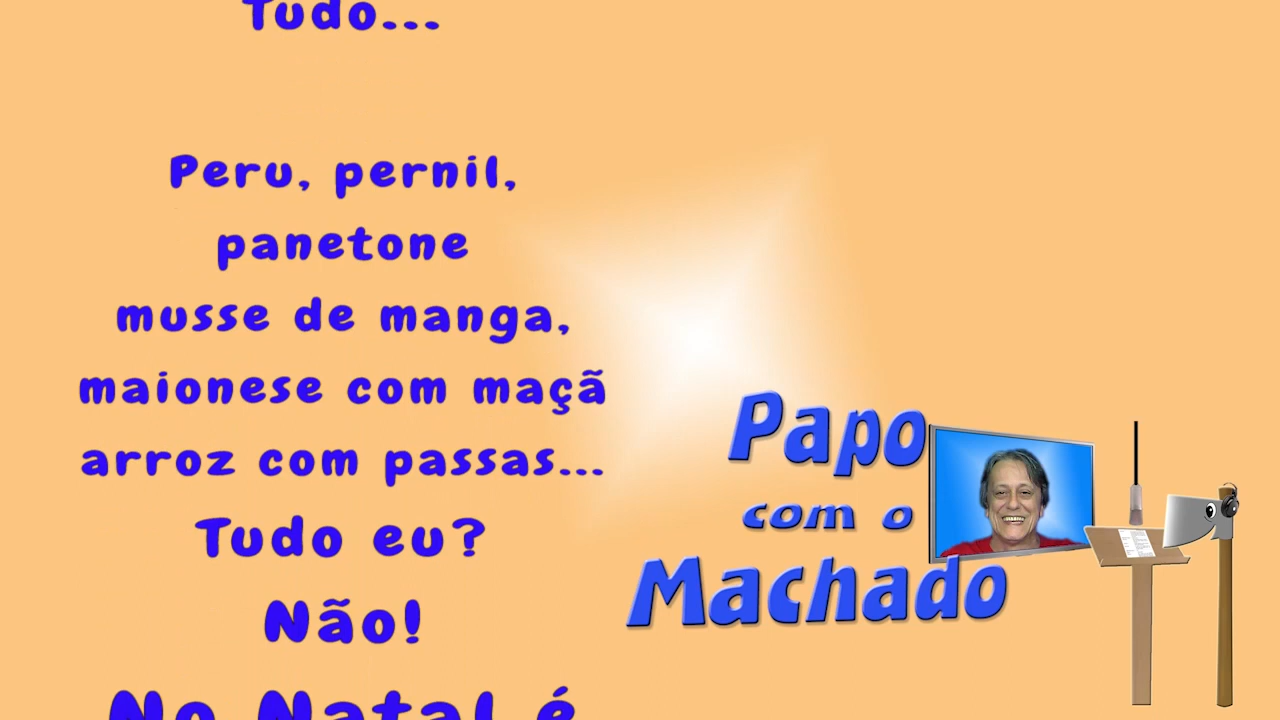 Tudo...
Peru, pernil,
panetone
musse de manga,
maionese com maçã
arroz com passas...
Tudo eu?
Não!
No Natal é
Papo
com o
Machado